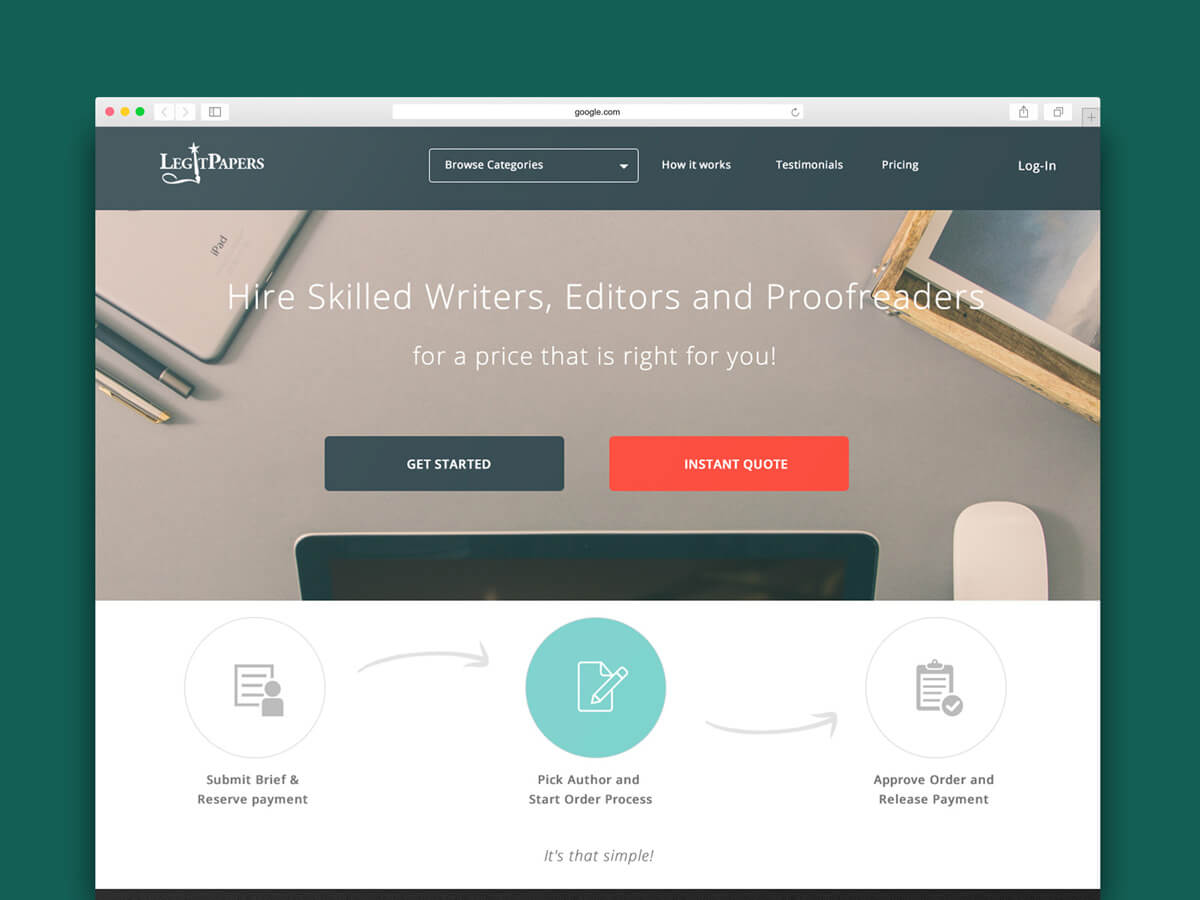 google.com
LEGITPAPERS
Browse Categories
How it works
Testimonials
Pricing
Log-In
iPad
Hire Skilled Writers, Editors and Proofreaders
for a price that is right for you!
GET STARTED
INSTANT QUOTE
Submit Brief &
Reserve payment
Pick Author and
Start Order Process
Approve Order and
Release Payment
It's that simple!